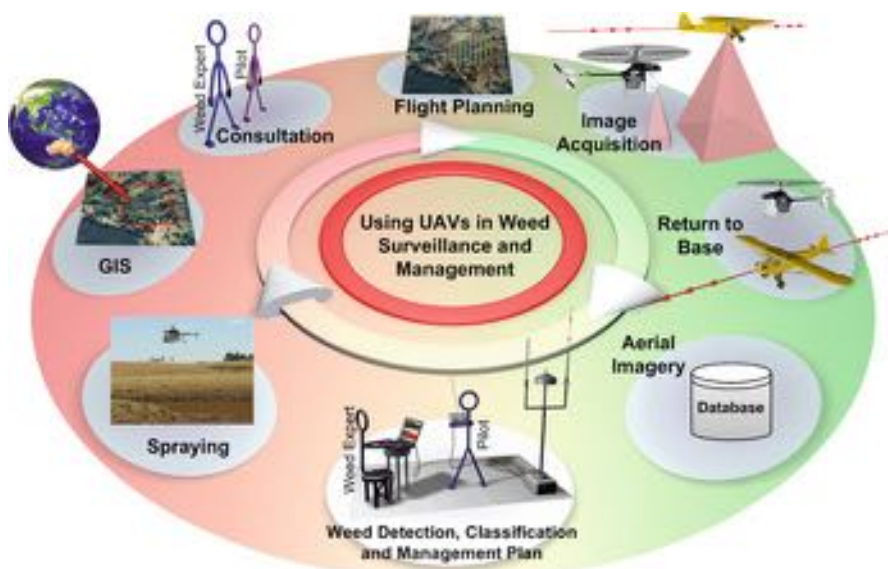 Weed Expert
Pilot
Consultation
Flight Planning
Image
Acquisition
Using UAVs in Weed
Surveillance and
Management
Return to
Base
GIS
Aerial
Imagery
Database
Spraying
Weed Expert
Pilot
Weed Detection, Classification
and Management Plan